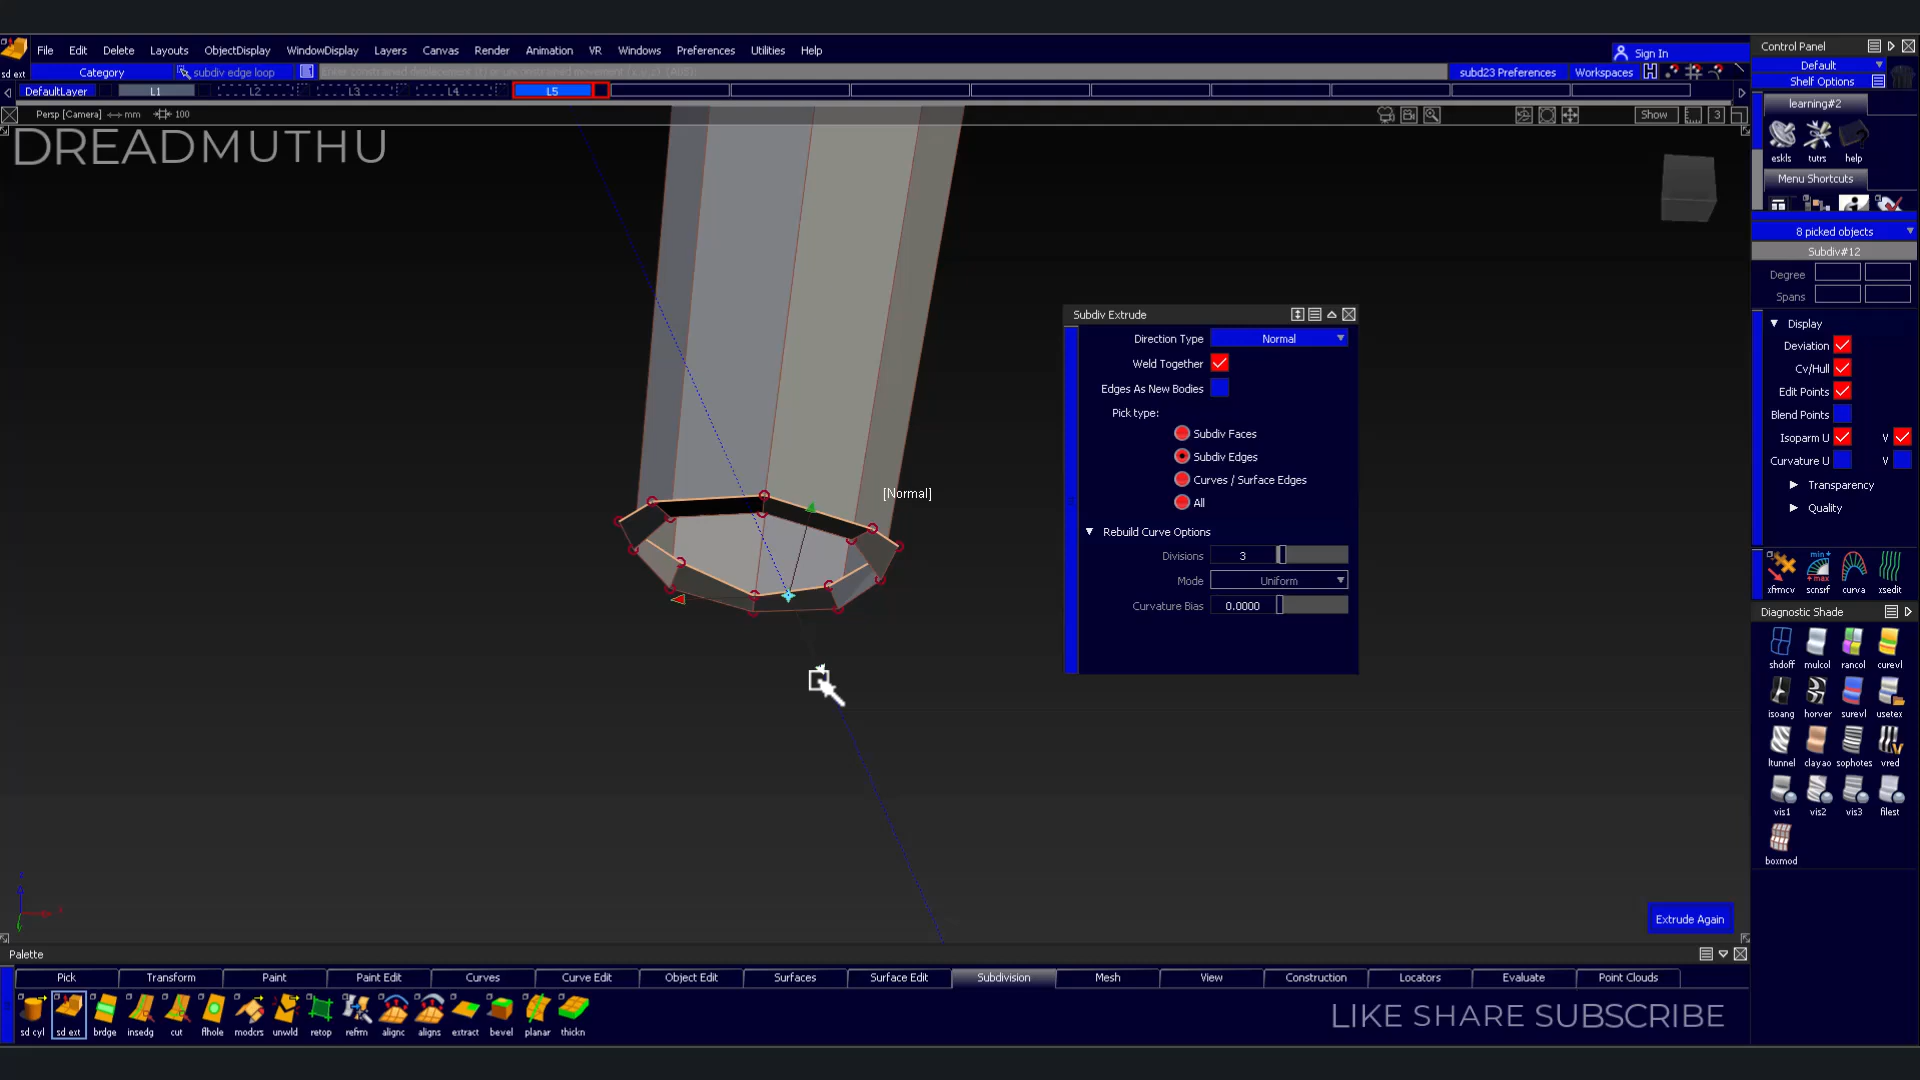 File Edit Delete Layouts ObjectDisplay WindowDisplay Layers Canvas Render Animation VR Windows Preferences Utilities Help
Sign In
sd ext
Category
subdiv edge loop
subd23 Preferences
Workspaces
DefaultLayer
L1
L2
L3
L4
L5
Persp [Camera] mm 100
Show
3
DREADMUTHU
[Normal]
Subdiv Extrude
Direction Type Normal
Weld Together
Edges As New Bodies
Pick type:
Subdiv Faces
Subdiv Edges
Curves / Surface Edges
All
Rebuild Curve Options
Divisions 3
Mode Uniform
Curvature Bias 0.0000
Extrude Again
Control Panel
Default
Shelf Options
learning#2
eskls tutrs help
Menu Shortcuts
8 picked objects
Subdiv#12
Degree
Spans
Display
Deviation
Cv/Hull
Edit Points
Blend Points
Isoparm U V
Curvature U V
Transparency
Quality
min
max
xfrmcv scnsrf curva xsedit
Diagnostic Shade
shdoff mulcol rancol curevl
isoang horver surevl usetex
ltunnel clayao sophotes vred
vis1 vis2 vis3 filest
boxmod
Palette
Pick Transform Paint Paint Edit Curves Curve Edit Object Edit Surfaces Surface Edit Subdivision Mesh View Construction Locators Evaluate Point Clouds
sd cyl sd ext brdge insedg cut flhole modcrs unwld retop refrm alignc aligns extract bevel planar thickn
LIKE SHARE SUBSCRIBE